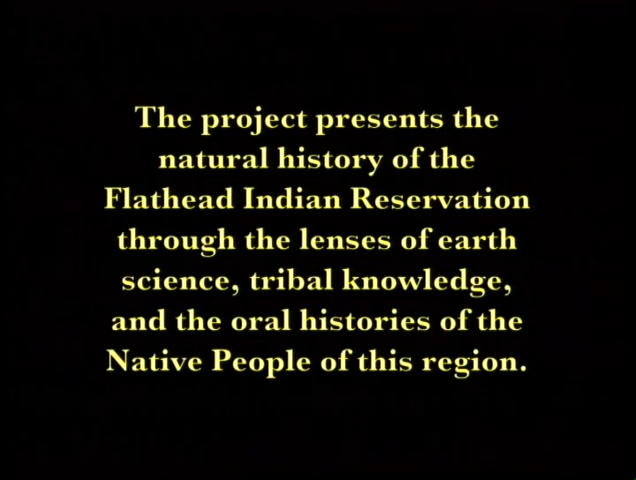 The project presents the
natural history of the
Flathead Indian Reservation
through the lenses of earth
science, tribal knowledge,
and the oral histories of the
Native People of this region.